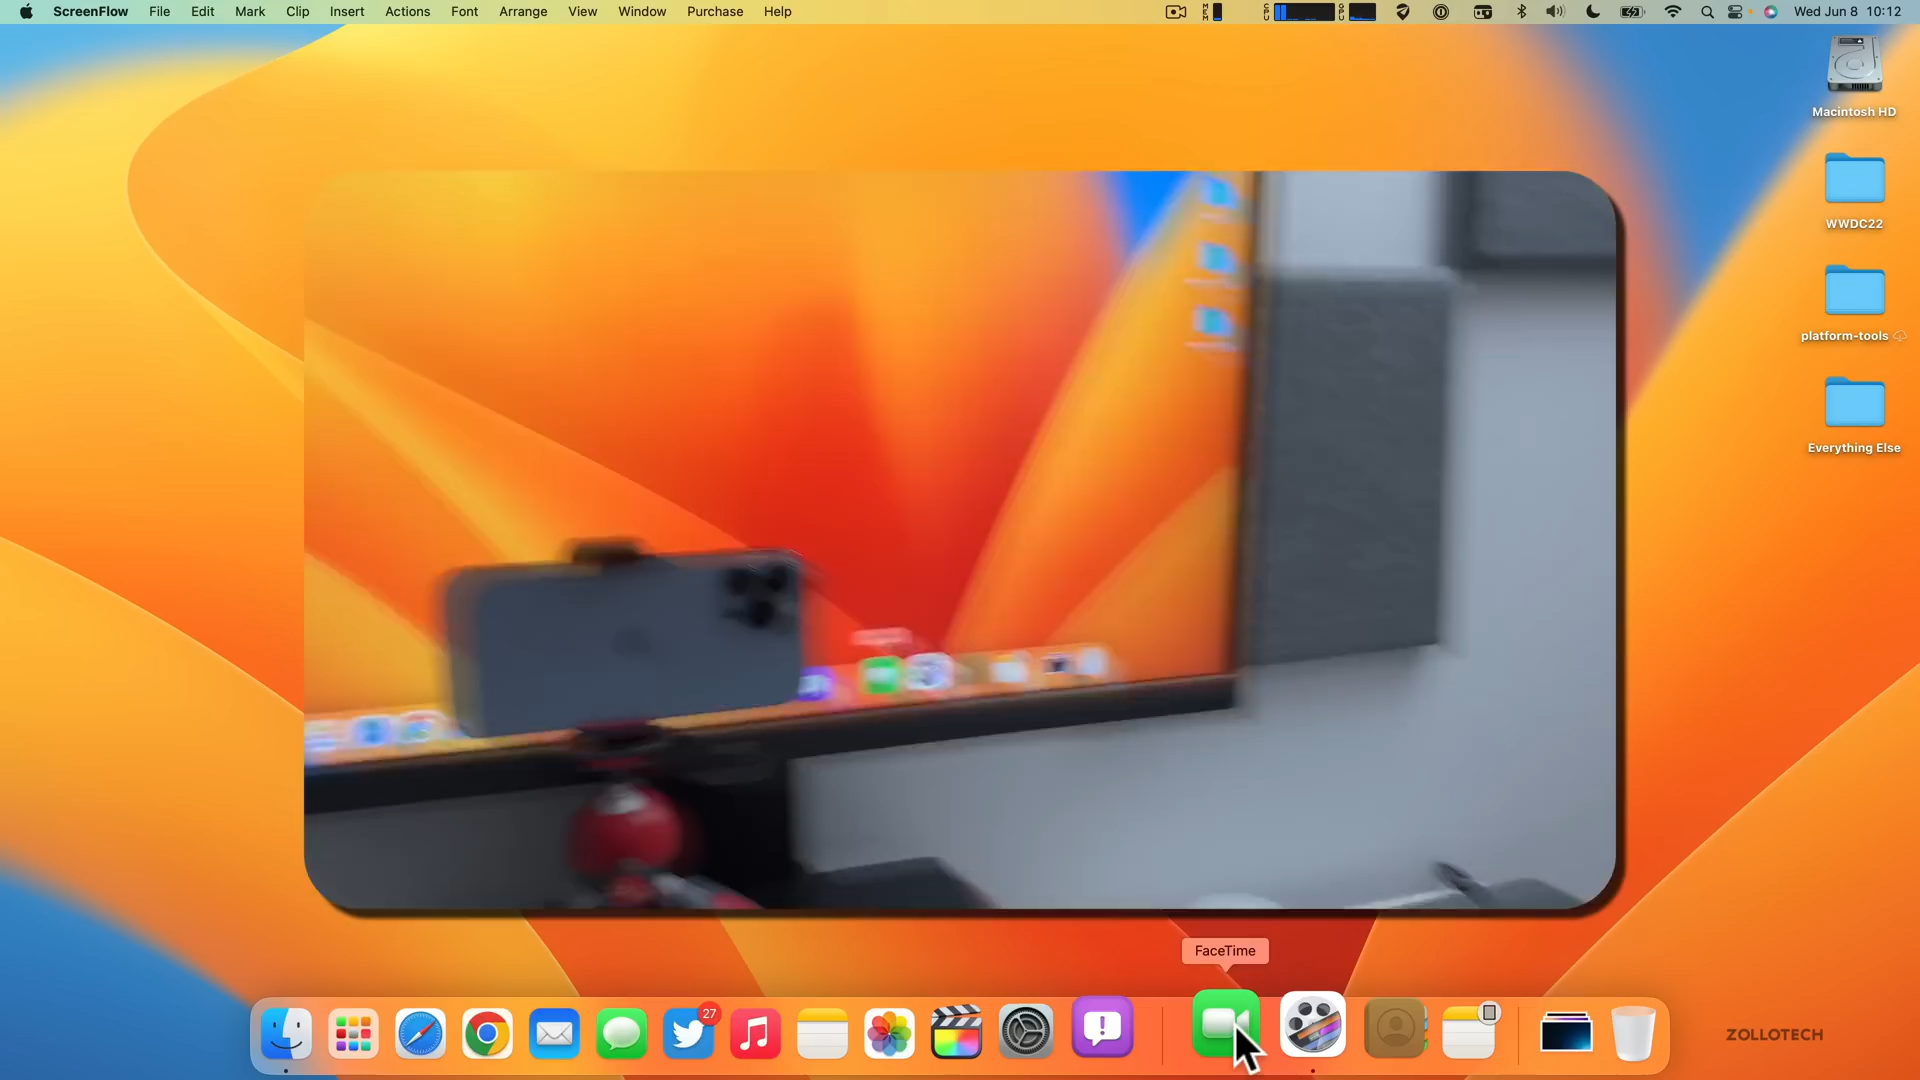 ScreenFlow File Edit Mark Clip Insert Actions Font Arrange View Window Purchase Help Wed Jun 8 10:12
Macintosh HD
WWDC22
platform-tools
Everything Else
FaceTime
27
ZOLLOTECH